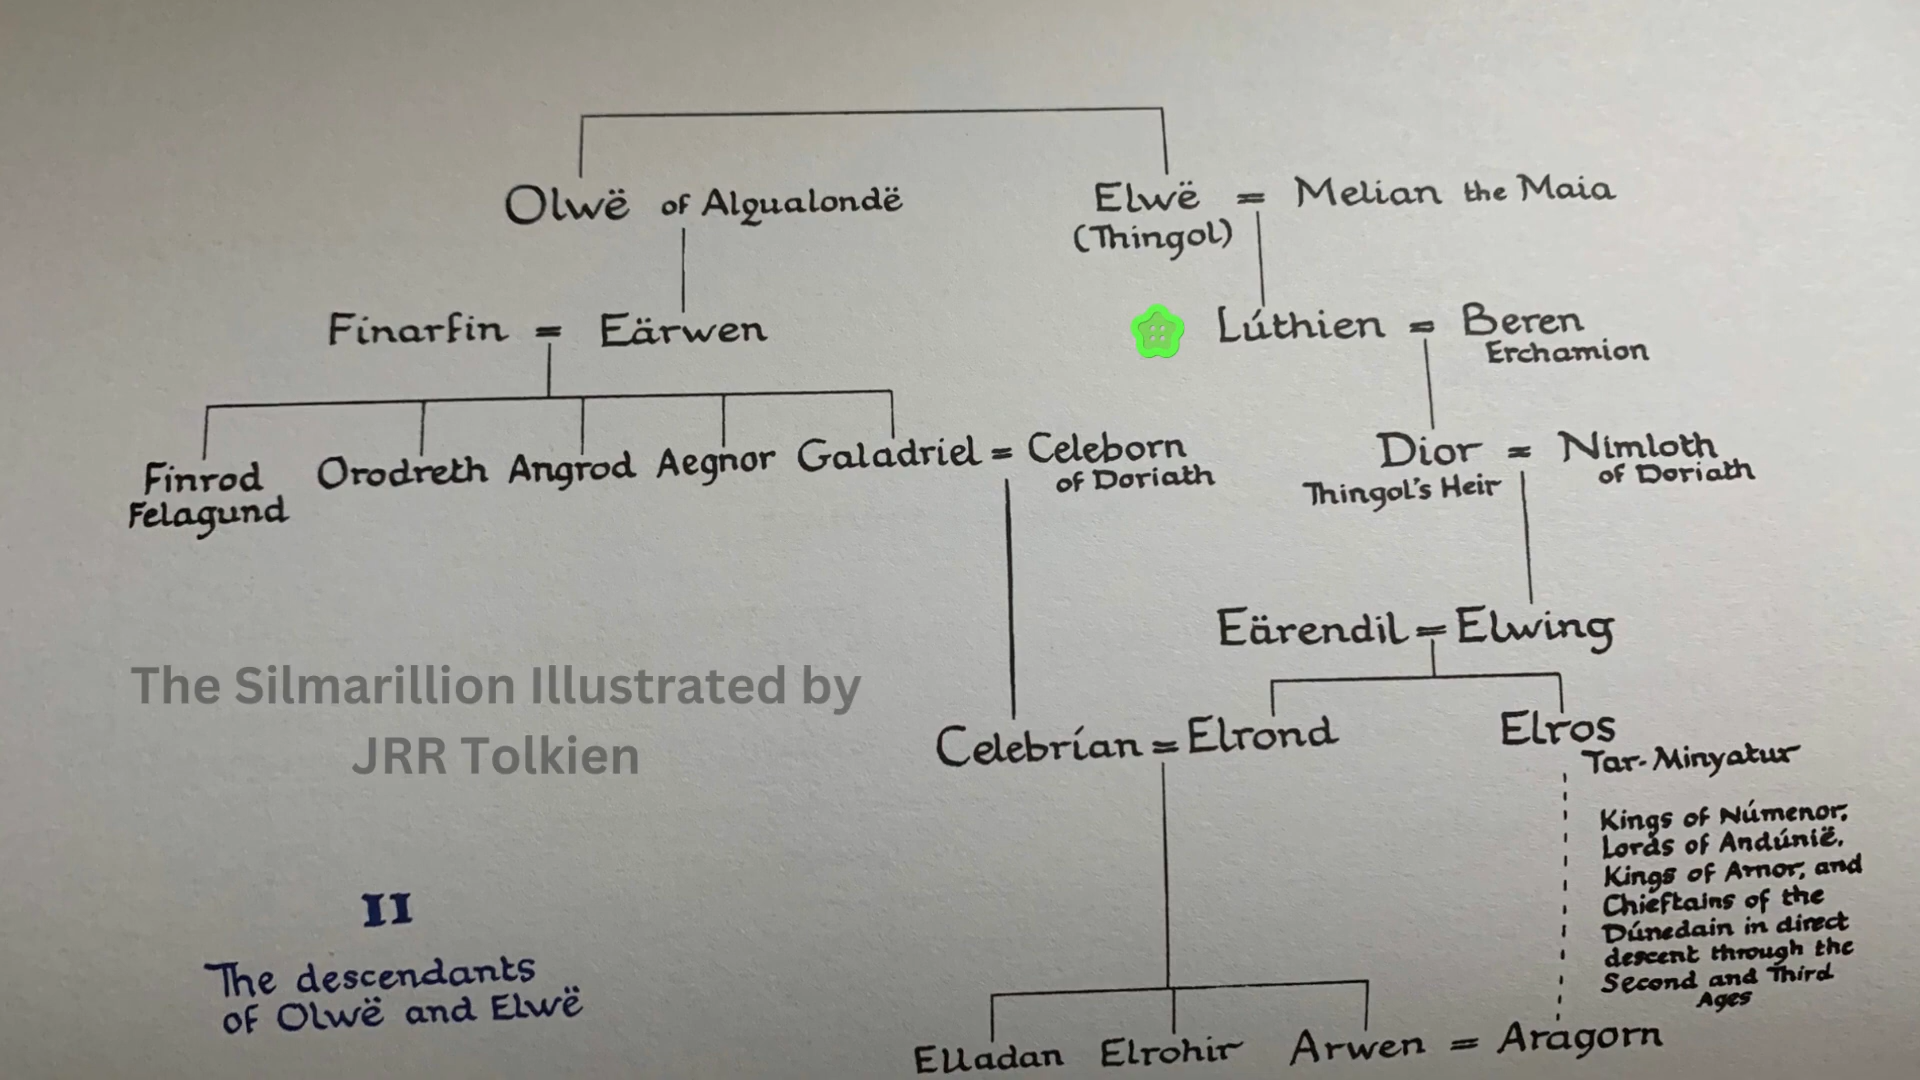 Olwë of Alqualondë
Elwë = Melian the Maia
(Thingol)
Finarfin = Eärwen
Lúthien = Beren
Erchamion
Finrod
Felagund
Orodreth
Angrod
Aegnor
Galadriel = Celeborn
of Doriath
Dior = Nimloth
Thingol's Heir
of Doriath
Eärendil = Elwing
The Silmarillion Illustrated by
JRR Tolkien
Celebrían = Elrond
Elros
Tar-Minyatur
Kings of Númenor,
Lords of Andúnië,
Kings of Arnor, and
Chieftains of the
Dúnedain in direct
descent through the
Second and Third
Ages
II
The descendants
of Olwë and Elwë
Elladan
Elrohir
Arwen = Aragorn